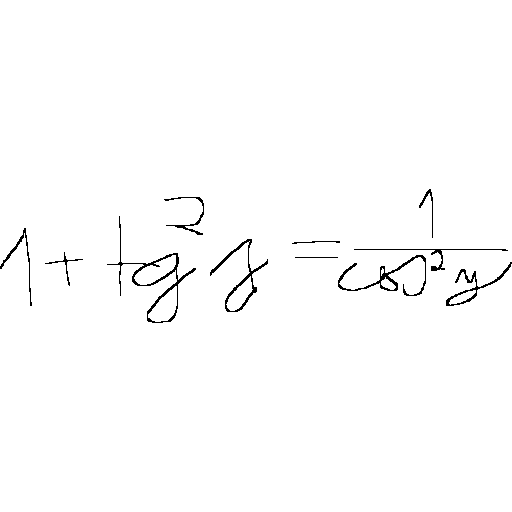 1 + tg² y = 1 / cos² y